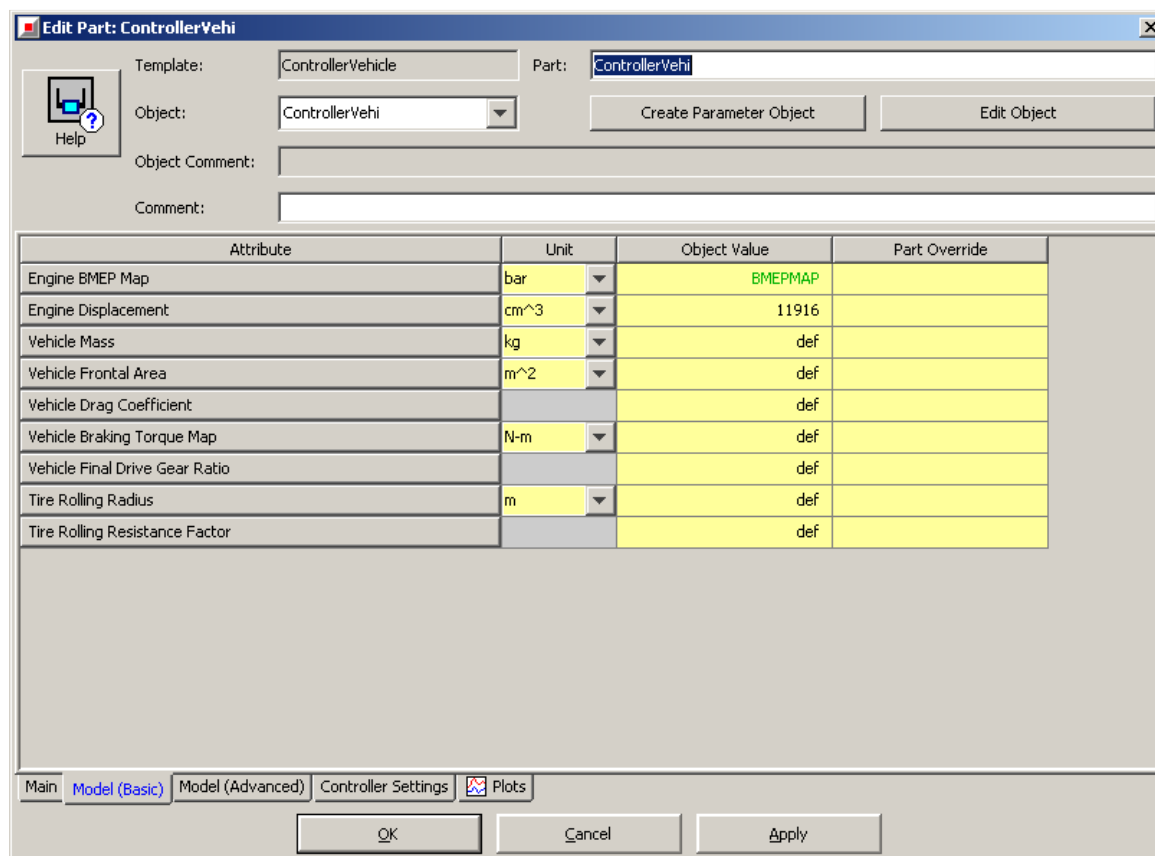 Edit Part: ControllerVehi
Template: ControllerVehicle Part: ControllerVehi
Object: ControllerVehi Create Parameter Object Edit Object
Help
Object Comment:
Comment:
Attribute Unit Object Value Part Override
Engine BMEP Map bar BMEPMAP
Engine Displacement cm^3 11916
Vehicle Mass kg def
Vehicle Frontal Area m^2 def
Vehicle Drag Coefficient def
Vehicle Braking Torque Map N-m def
Vehicle Final Drive Gear Ratio def
Tire Rolling Radius m def
Tire Rolling Resistance Factor def
Main Model (Basic) Model (Advanced) Controller Settings Plots
OK Cancel Apply